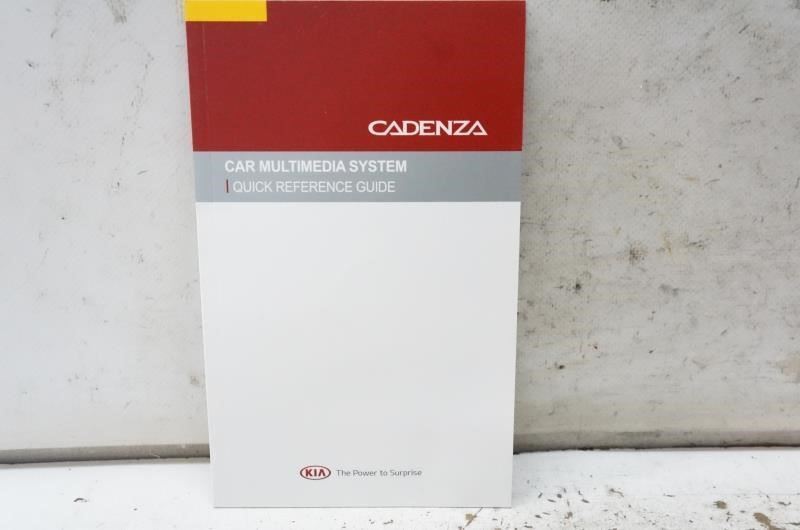 CADENZA
CAR MULTIMEDIA SYSTEM
QUICK REFERENCE GUIDE
KIA The Power to Surprise